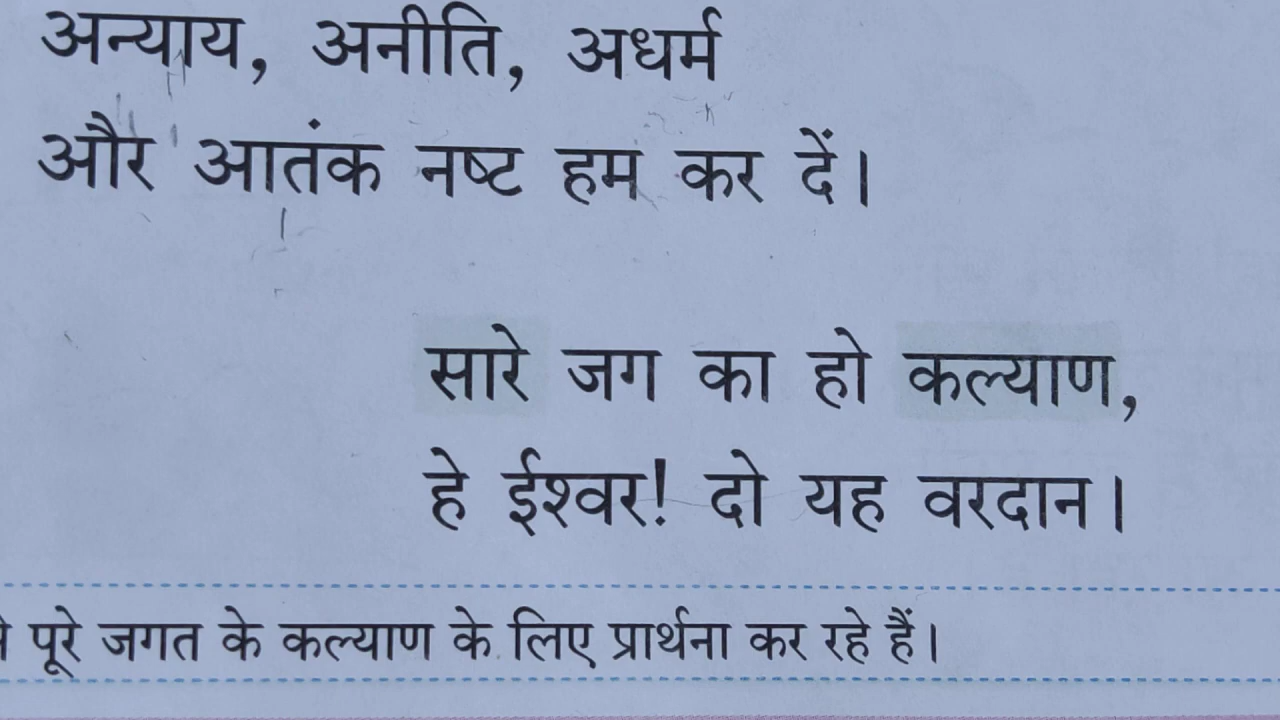 अन्याय, अनीति, अधर्म
और आतंक नष्ट हम कर दें।
सारे जग का हो कल्याण,
हे ईश्वर! दो यह वरदान।
पूरे जगत के कल्याण के लिए प्रार्थना कर रहे हैं।